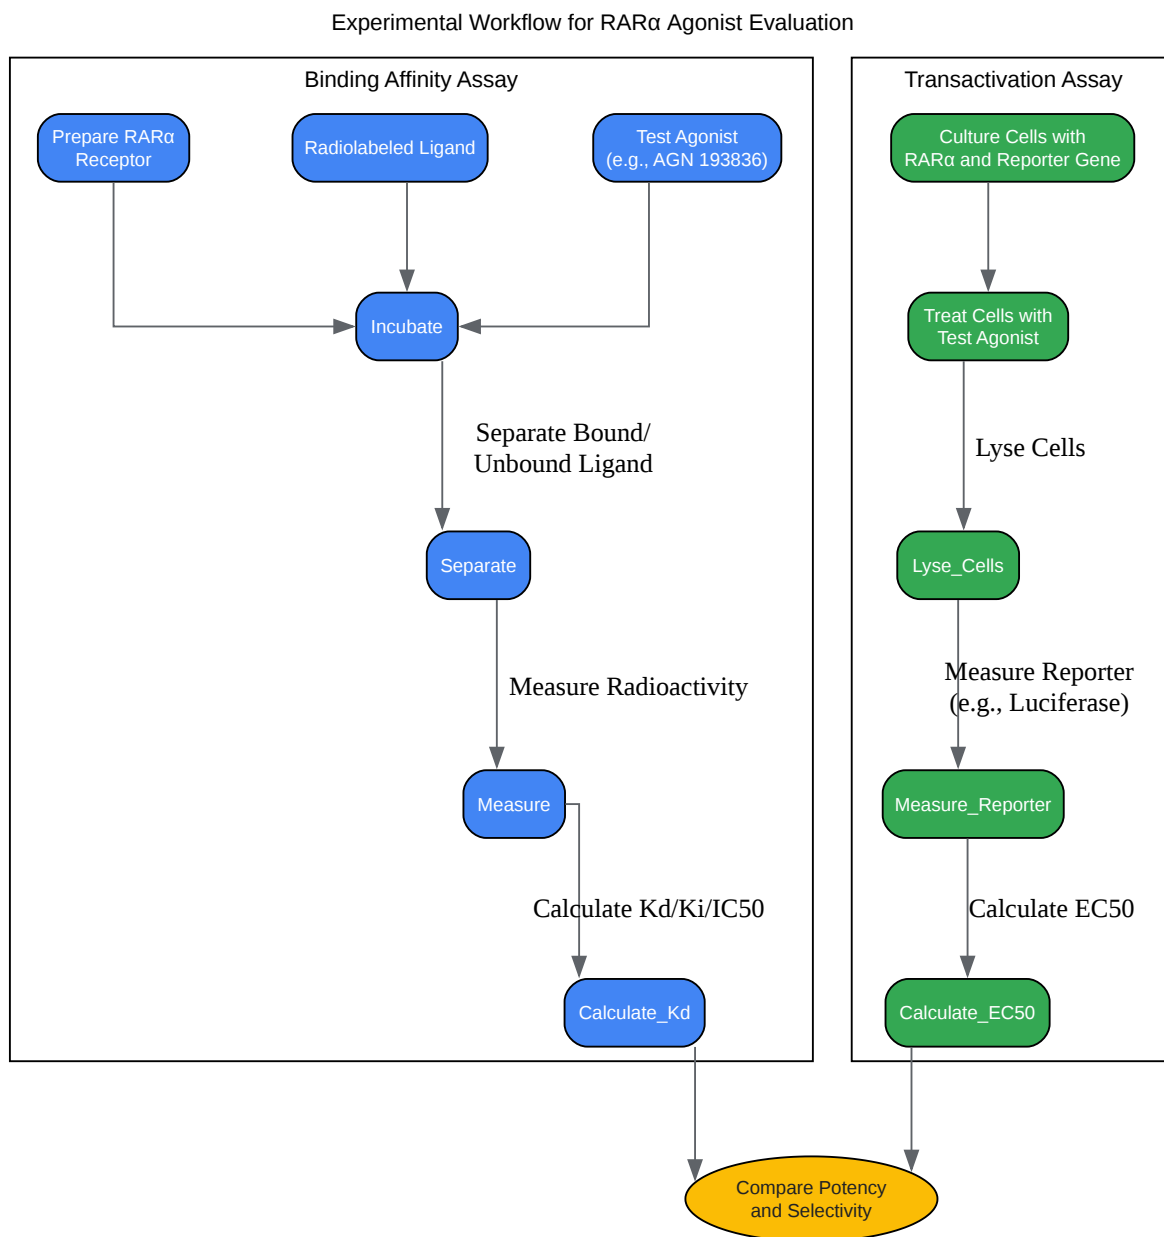 Experimental Workflow for RARα Agonist Evaluation
Binding Affinity Assay
Prepare RARα
Receptor
Radiolabeled Ligand
Test Agonist
(e.g., AGN 193836)
Incubate
Separate Bound/
Unbound Ligand
Separate
Measure Radioactivity
Measure
Calculate Kd/Ki/IC50
Calculate_Kd
Transactivation Assay
Culture Cells with
RARα and Reporter Gene
Treat Cells with
Test Agonist
Lyse Cells
Lyse_Cells
Measure Reporter
(e.g., Luciferase)
Measure_Reporter
Calculate EC50
Calculate_EC50
Compare Potency
and Selectivity